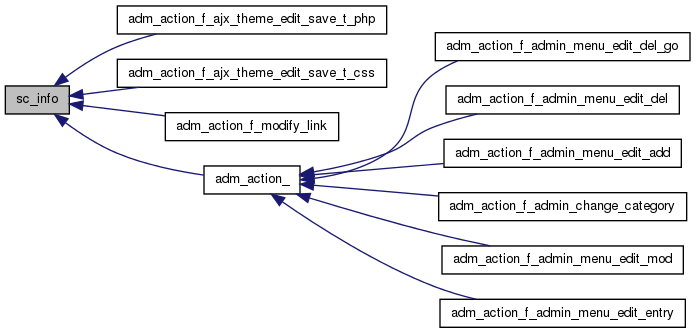 adm_action_f_ajx_theme_edit_save_t_php
adm_action_f_ajx_theme_edit_save_t_css
sc_info
adm_action_f_modify_link
adm_action_
adm_action_f_admin_menu_edit_del_go
adm_action_f_admin_menu_edit_del
adm_action_f_admin_menu_edit_add
adm_action_f_admin_change_category
adm_action_f_admin_menu_edit_mod
adm_action_f_admin_menu_edit_entry